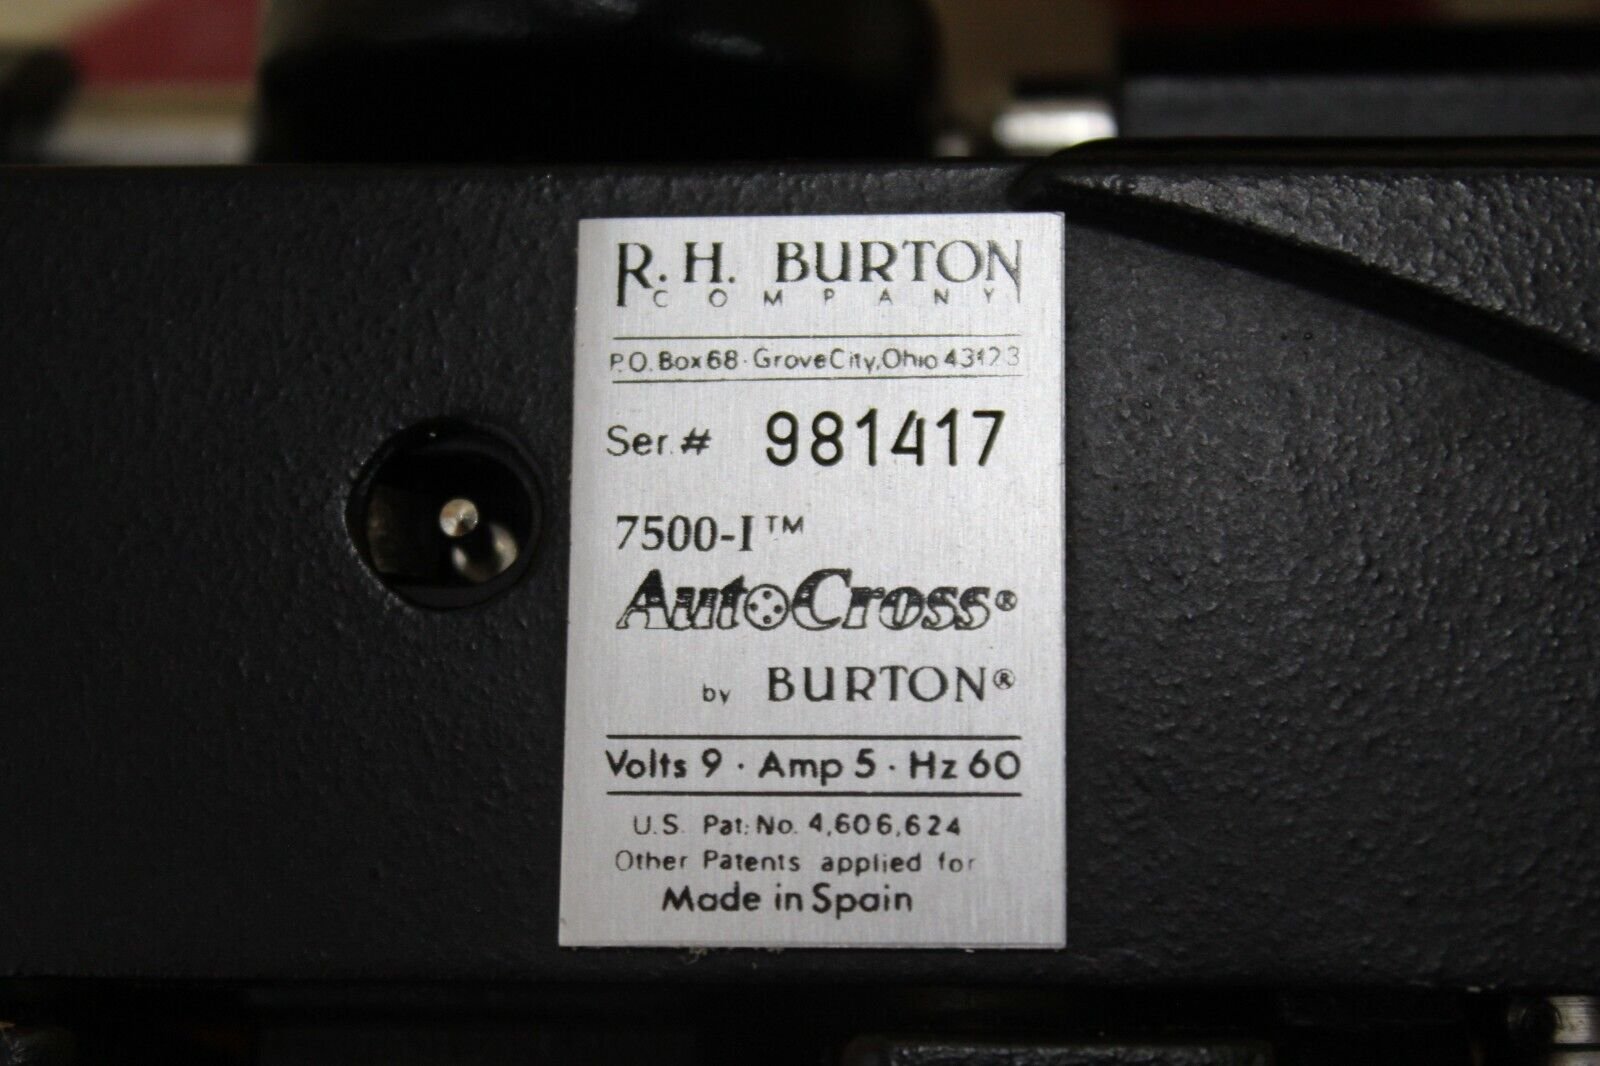 R. H. BURTON
COMPANY
P.O. Box 68 · Grove City, Ohio 43123
Ser. # 981417
7500-I™
AutoCross®
by BURTON®
Volts 9 · Amp 5 · Hz 60
U.S. Pat. No. 4,606,624
Other Patents applied for
Made in Spain